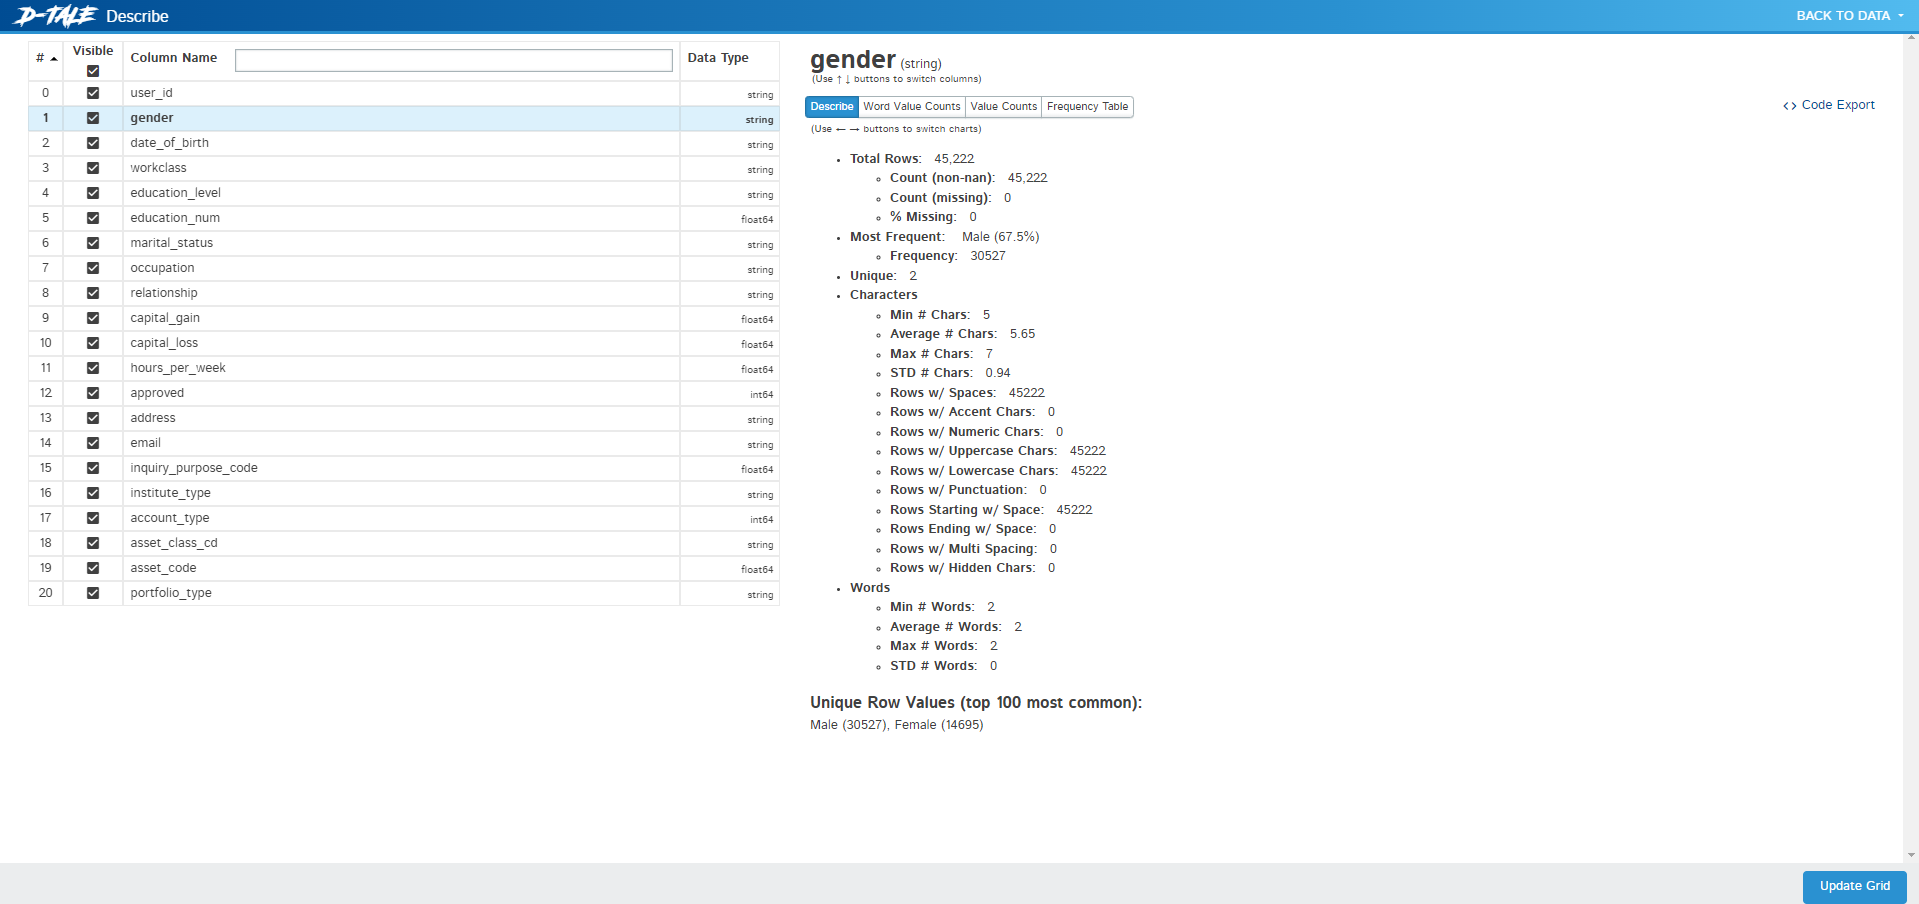 D-TALE Describe
BACK TO DATA
# Visible Column Name Data Type
0 user_id string
1 gender string
2 date_of_birth string
3 workclass string
4 education_level string
5 education_num float64
6 marital_status string
7 occupation string
8 relationship string
9 capital_gain float64
10 capital_loss float64
11 hours_per_week float64
12 approved int64
13 address string
14 email string
15 inquiry_purpose_code float64
16 institute_type string
17 account_type int64
18 asset_class_cd string
19 asset_code float64
20 portfolio_type string
gender (string)
(Use ↑ ↓ buttons to switch columns)
Describe Word Value Counts Value Counts Frequency Table
<> Code Export
(Use ← → buttons to switch charts)
Total Rows: 45,222
Count (non-nan): 45,222
Count (missing): 0
% Missing: 0
Most Frequent: Male (67.5%)
Frequency: 30527
Unique: 2
Characters
Min # Chars: 5
Average # Chars: 5.65
Max # Chars: 7
STD # Chars: 0.94
Rows w/ Spaces: 45222
Rows w/ Accent Chars: 0
Rows w/ Numeric Chars: 0
Rows w/ Uppercase Chars: 45222
Rows w/ Lowercase Chars: 45222
Rows w/ Punctuation: 0
Rows Starting w/ Space: 45222
Rows Ending w/ Space: 0
Rows w/ Multi Spacing: 0
Rows w/ Hidden Chars: 0
Words
Min # Words: 2
Average # Words: 2
Max # Words: 2
STD # Words: 0
Unique Row Values (top 100 most common):
Male (30527), Female (14695)
Update Grid